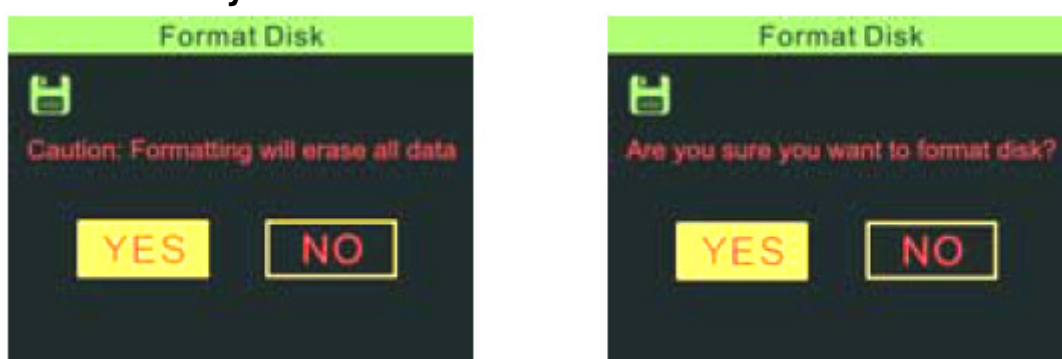 Format Disk
Caution: Formatting will erase all data
YES NO
Format Disk
Are you sure you want to format disk?
YES NO